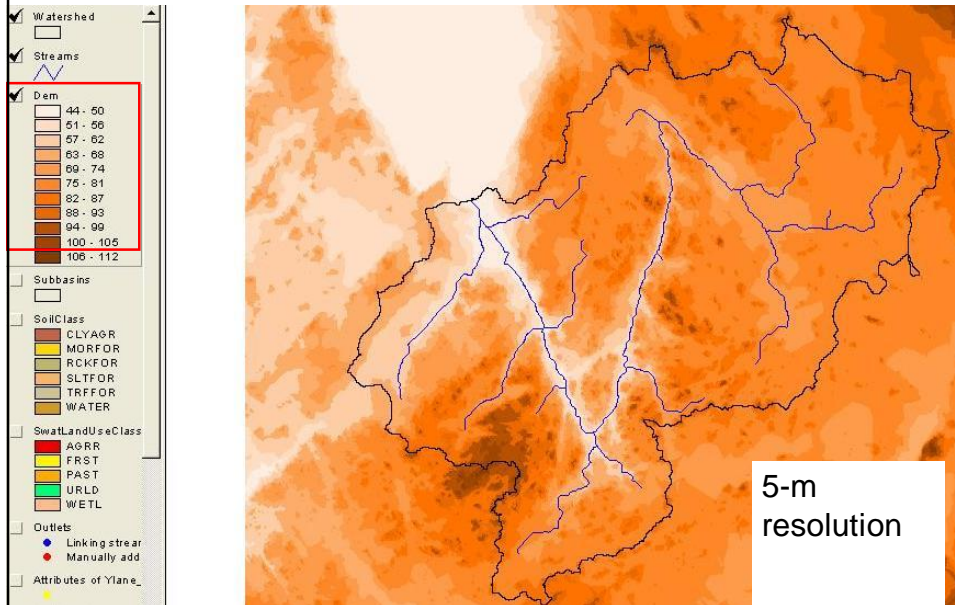 Watershed
Streams
Dem
44 - 50
51 - 56
57 - 62
63 - 68
69 - 74
75 - 81
82 - 87
88 - 93
94 - 99
100 - 105
106 - 112
Subbasins
SoilClass
CLYAGR
MORFOR
RCKFOR
SLTFOR
TRFFOR
WATER
SwatLandUseClass
AGRR
FRST
PAST
URLD
WETL
Outlets
Linking strear
Manually add
Attributes of Ylane_
5-m
resolution